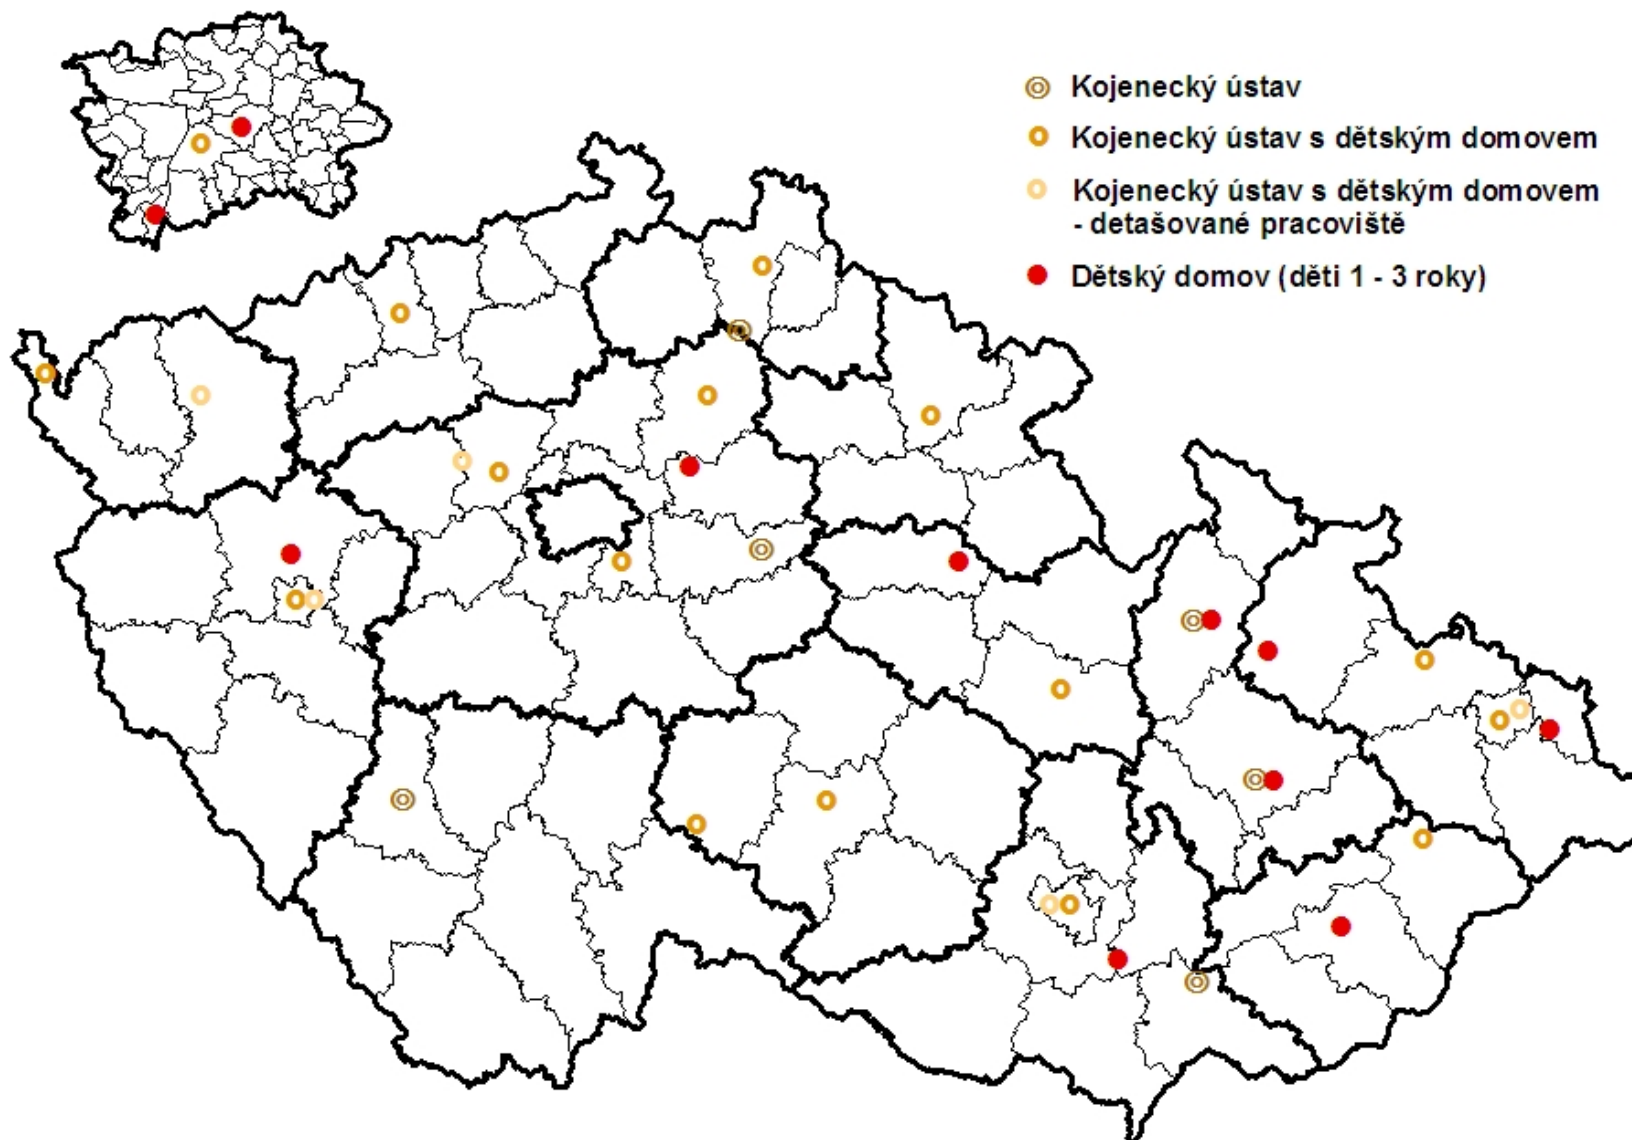 Kojenecký ústav
Kojenecký ústav s dětským domovem
Kojenecký ústav s dětským domovem
- detašované pracoviště
Dětský domov (děti 1 - 3 roky)